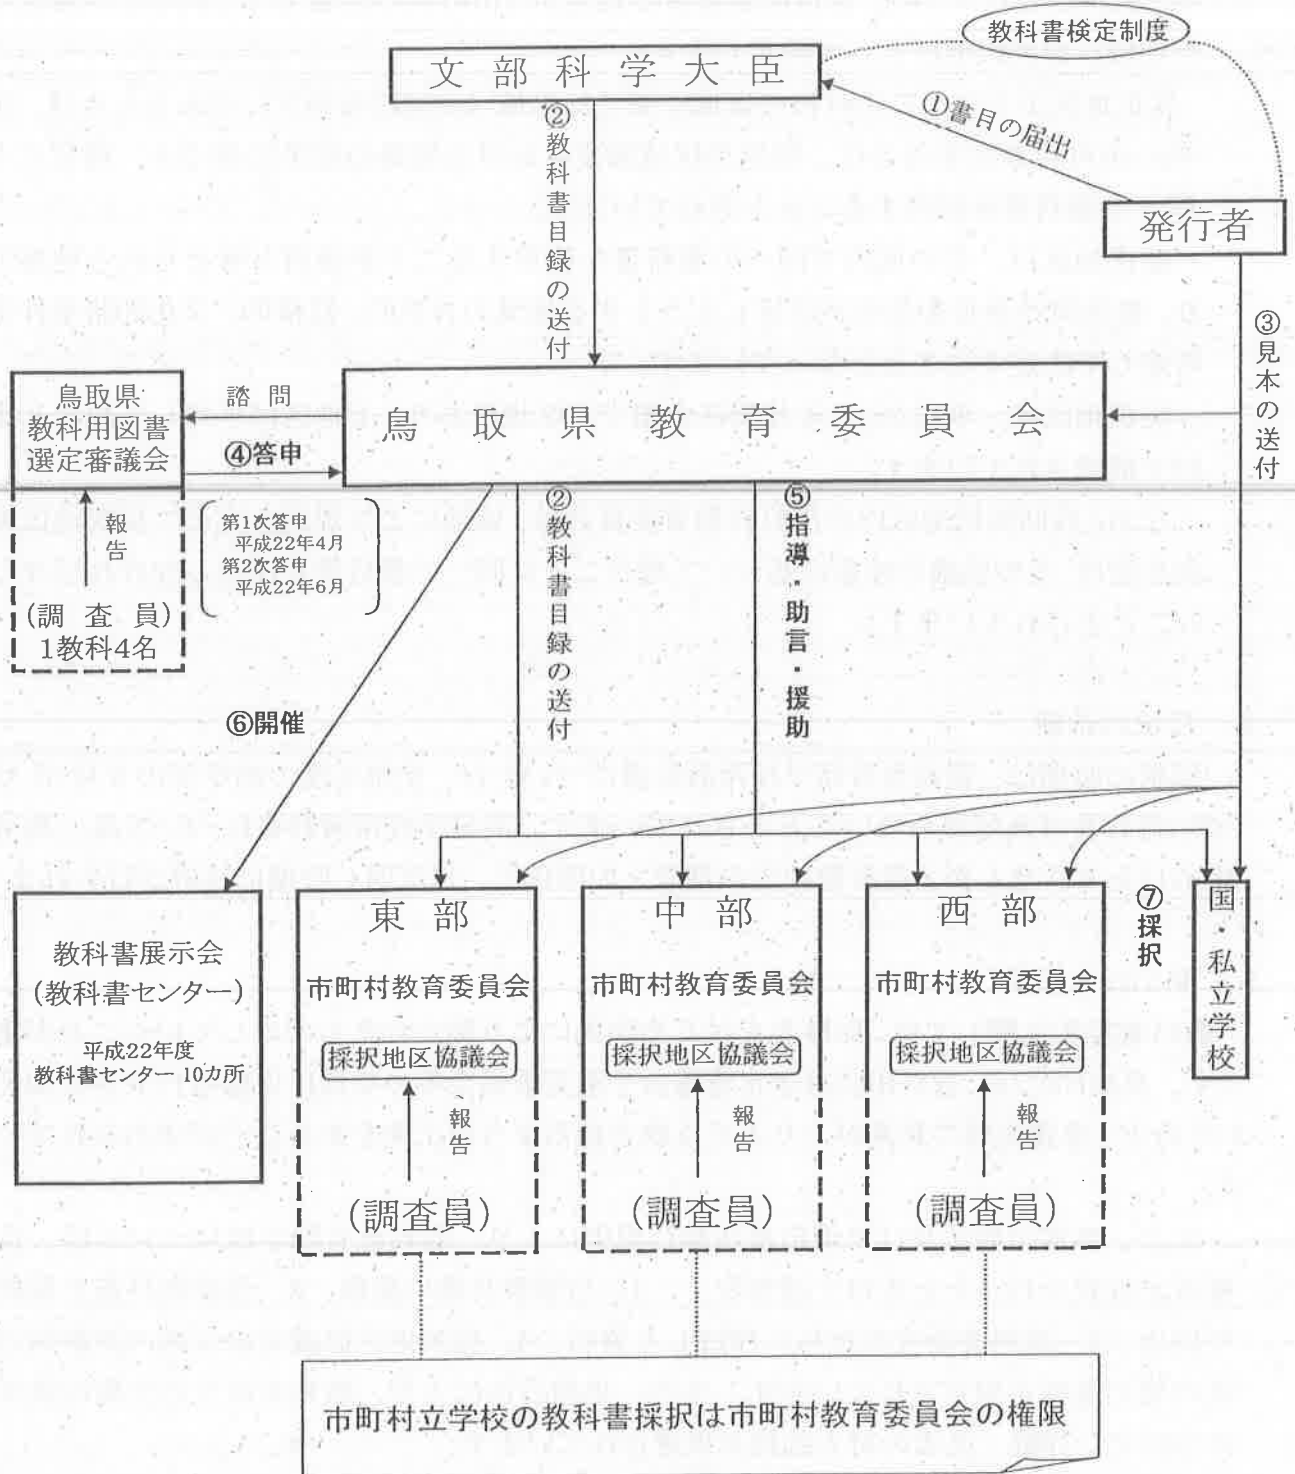 教科書検定制度
文部科学大臣
①書目の届出
②教科書目録の送付
発行者
③見本の送付
鳥取県
教科用図書
選定審議会
諮問
④答申
鳥取県教育委員会
報告
第1次答申
平成22年4月
第2次答申
平成22年6月
(調査員)
1教科4名
②教科書目録の送付
⑤指導・助言・援助
⑥開催
教科書展示会
(教科書センター)
平成22年度
教科書センター 10カ所
東部
市町村教育委員会
採択地区協議会
報告
(調査員)
中部
市町村教育委員会
採択地区協議会
報告
(調査員)
西部
市町村教育委員会
採択地区協議会
報告
(調査員)
⑦採択
国・私立学校
市町村立学校の教科書採択は市町村教育委員会の権限